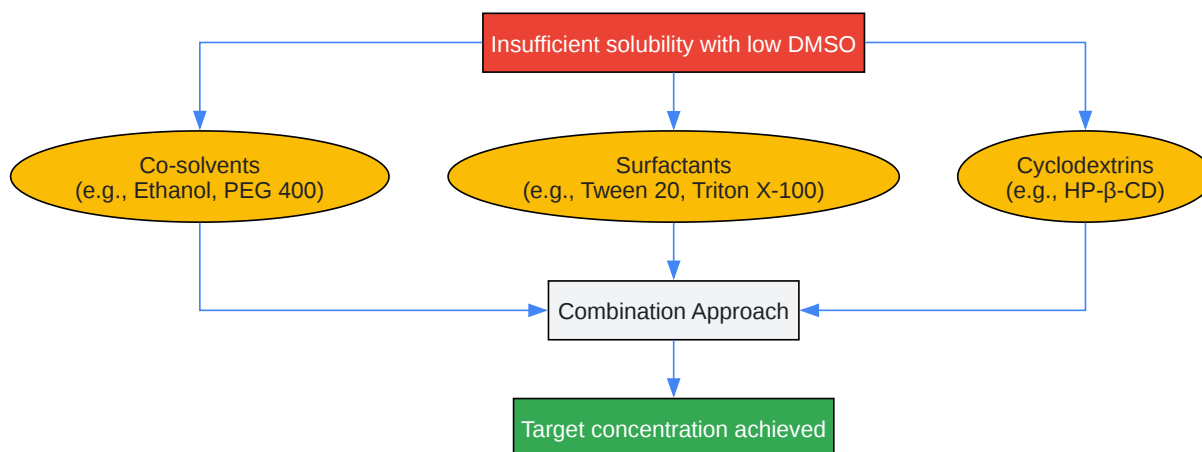 Insufficient solubility with low DMSO
Co-solvents
(e.g., Ethanol, PEG 400)
Surfactants
(e.g., Tween 20, Triton X-100)
Cyclodextrins
(e.g., HP-β-CD)
Combination Approach
Target concentration achieved